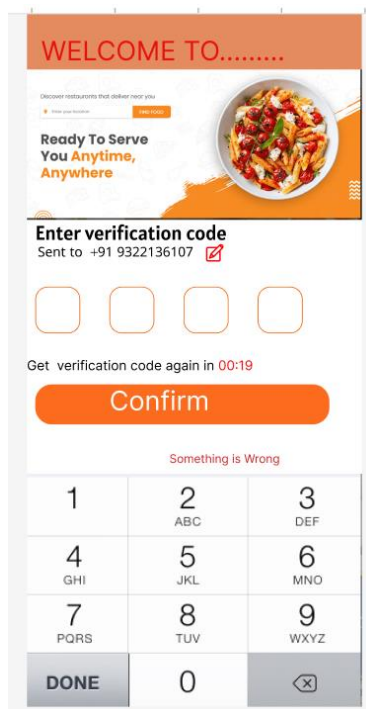 WELCOME TO.........
Discover restaurants that deliver near you
Enter your location
FIND FOOD
Ready To Serve
You Anytime,
Anywhere
Enter verification code
Sent to +91 9322136107
Get verification code again in 00:19
Confirm
Something is Wrong
1 2 3
ABC DEF
4 5 6
GHI JKL MNO
7 8 9
PQRS TUV WXYZ
DONE 0